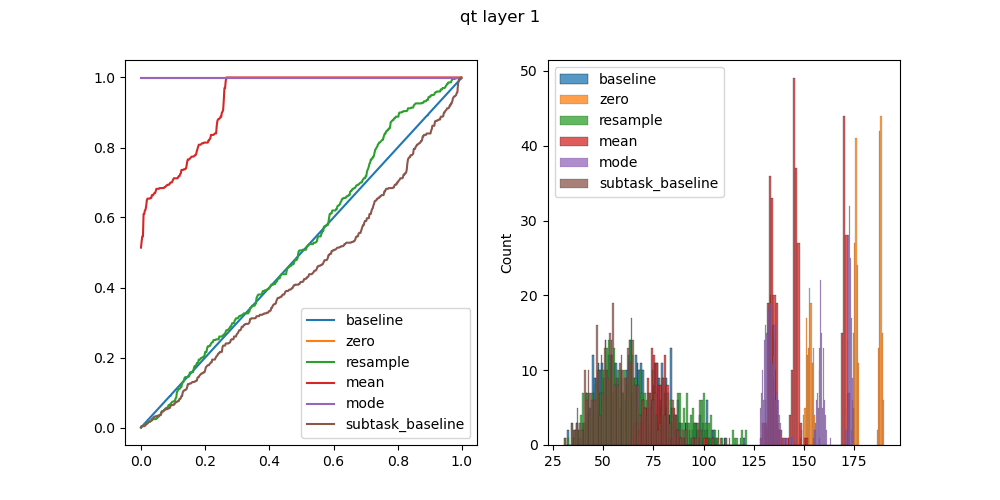 qt layer 1
1.0
0.8
0.6
0.4
0.2
0.0
0.0
0.2
0.4
0.6
0.8
1.0
baseline
zero
resample
mean
mode
subtask_baseline
Count
50
40
30
20
10
0
25
50
75
100
125
150
175
baseline
zero
resample
mean
mode
subtask_baseline